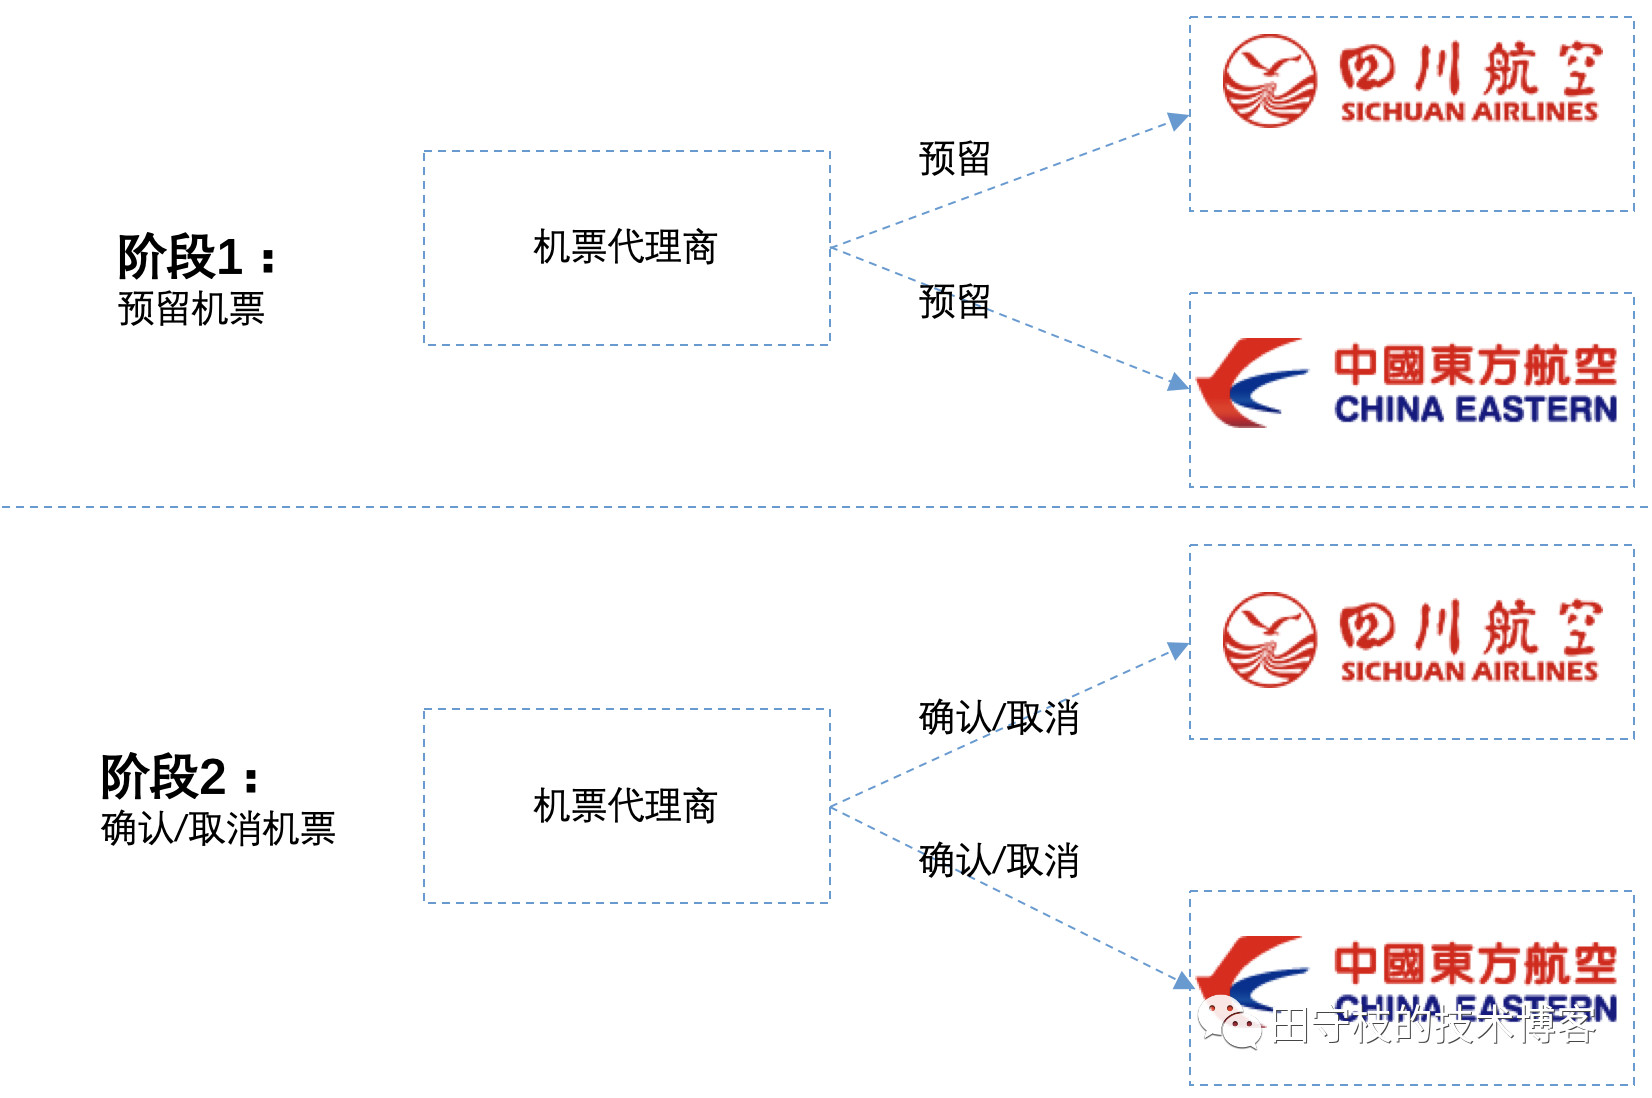 四川航空
SICHUAN AIRLINES
预留
机票代理商
阶段1：
预留机票
预留
中國東方航空
CHINA EASTERN
四川航空
SICHUAN AIRLINES
确认/取消
阶段2：
确认/取消机票
机票代理商
确认/取消
中國東方航空
CHINA EASTERN
田守枝的技术博客